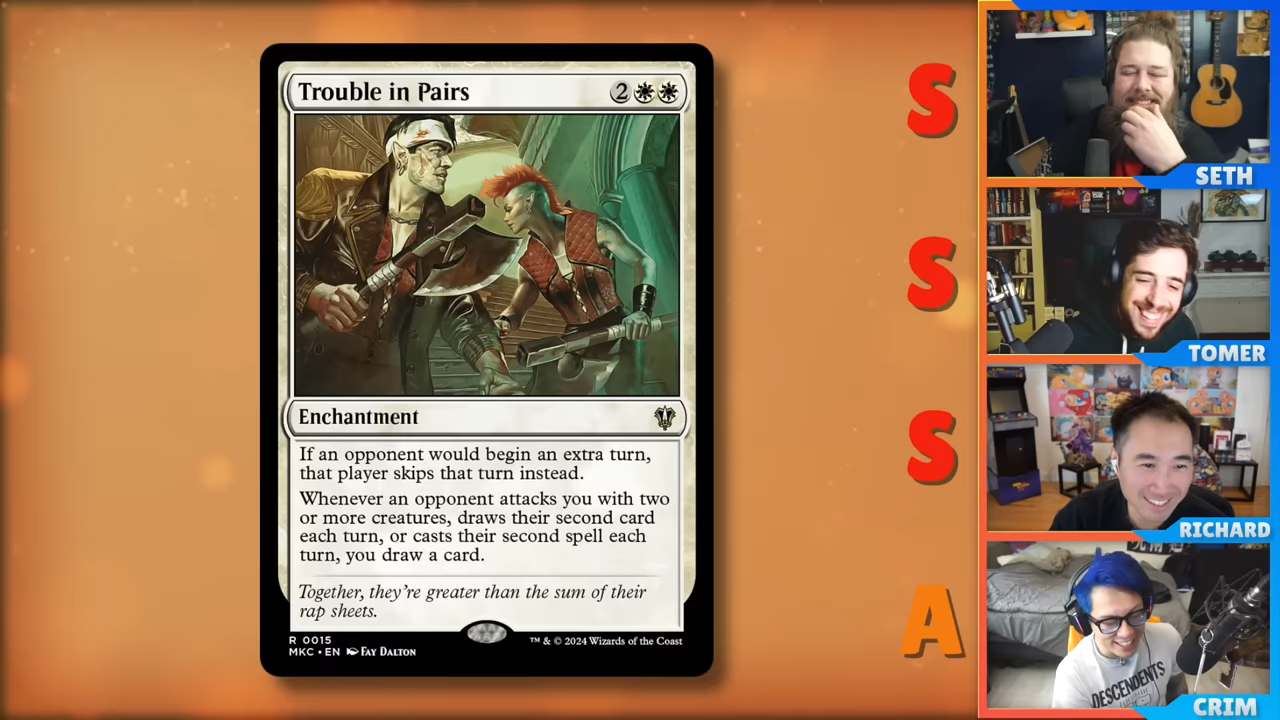 Trouble in Pairs
2
Enchantment
If an opponent would begin an extra turn,
that player skips that turn instead.
Whenever an opponent attacks you with two
or more creatures, draws their second card
each turn, or casts their second spell each
turn, you draw a card.
Together, they're greater than the sum of their
rap sheets.
R 0015
MKC • EN FAY DALTON
™ & © 2024 Wizards of the Coast
S
S
S
A
SETH
TOMER
RICHARD
DESCENDENTS
CRIM